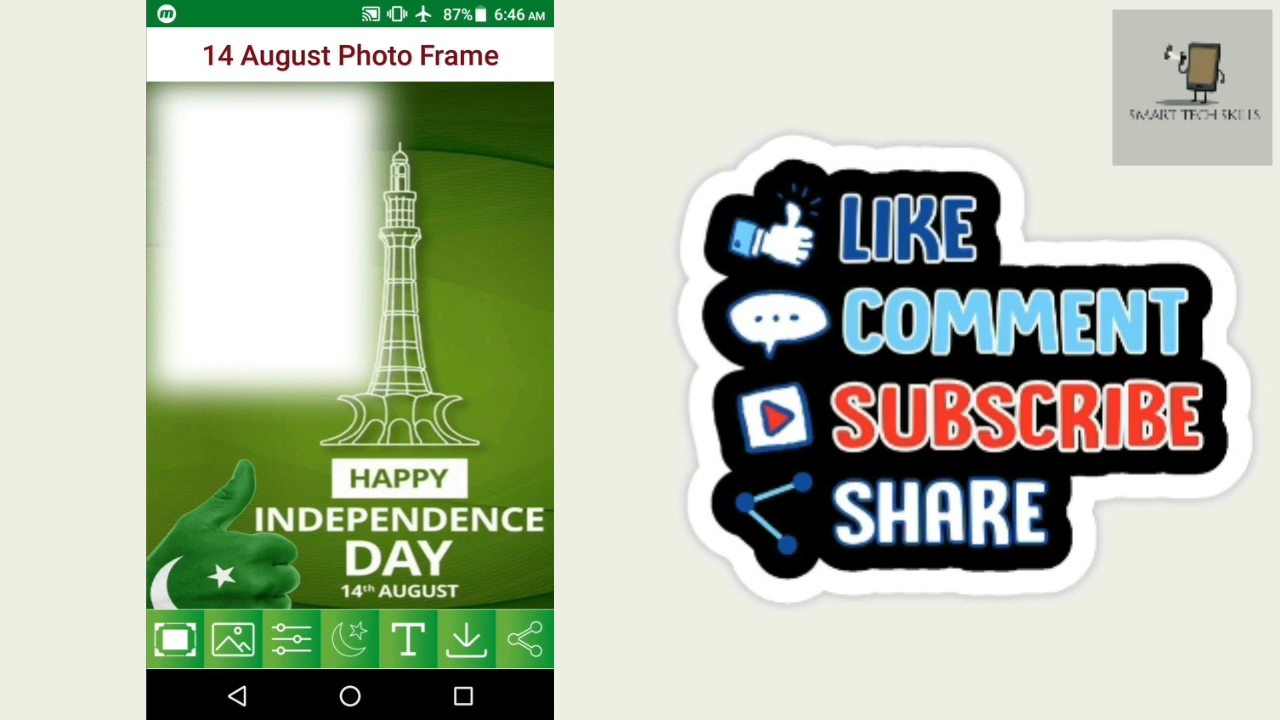 87% 6:46 AM
14 August Photo Frame
HAPPY
INDEPENDENCE
DAY
14th AUGUST
T
SMART TECH SKILLS
LIKE
COMMENT
SUBSCRIBE
SHARE